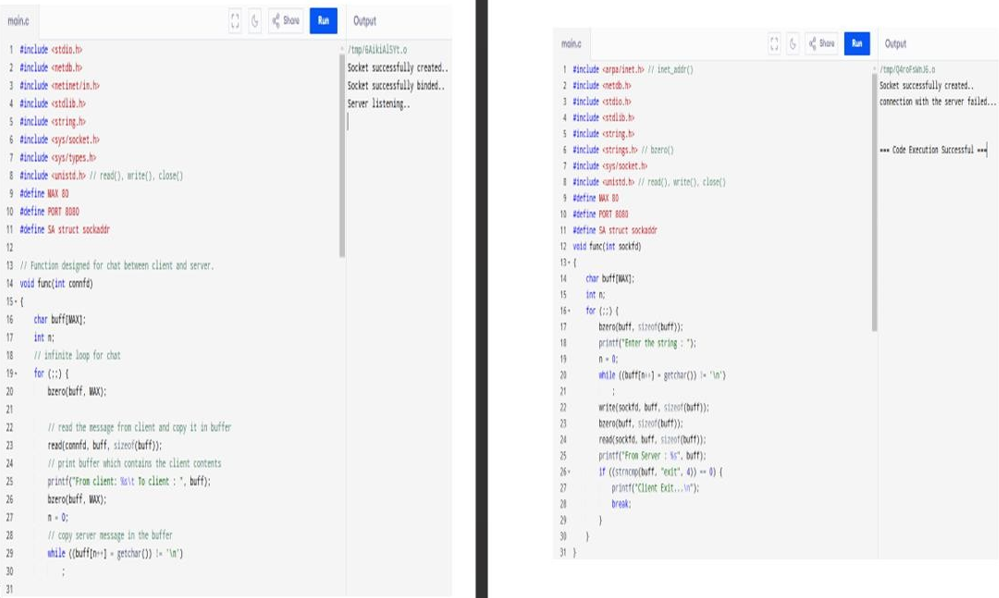 main.c
Share
Run
Output
1 #include <stdio.h>
2 #include <netdb.h>
3 #include <netinet/in.h>
4 #include <stdlib.h>
5 #include <string.h>
6 #include <sys/socket.h>
7 #include <sys/types.h>
8 #include <unistd.h> // read(), write(), close()
9 #define MAX 80
10 #define PORT 8080
11 #define SA struct sockaddr
12
13 // Function designed for chat between client and server.
14 void func(int connfd)
15 {
16 char buff[MAX];
17 int n;
18 // infinite loop for chat
19 for (;;) {
20 bzero(buff, MAX);
21
22 // read the message from client and copy it in buffer
23 read(connfd, buff, sizeof(buff));
24 // print buffer which contains the client contents
25 printf("From client: %s\t To client : ", buff);
26 bzero(buff, MAX);
27 n = 0;
28 // copy server message in the buffer
29 while ((buff[n++] = getchar()) != '\n')
30 ;
31
/tmp/6AikiAlSYt.o
Socket successfully created..
Socket successfully binded..
Server listening..
main.c
Share
Run
Output
1 #include <arpa/inet.h> // inet_addr()
2 #include <netdb.h>
3 #include <stdio.h>
4 #include <stdlib.h>
5 #include <string.h>
6 #include <strings.h> // bzero()
7 #include <sys/socket.h>
8 #include <unistd.h> // read(), write(), close()
9 #define MAX 80
10 #define PORT 8080
11 #define SA struct sockaddr
12 void func(int sockfd)
13 {
14 char buff[MAX];
15 int n;
16 for (;;) {
17 bzero(buff, sizeof(buff));
18 printf("Enter the string : ");
19 n = 0;
20 while ((buff[n++] = getchar()) != '\n')
21 ;
22 write(sockfd, buff, sizeof(buff));
23 bzero(buff, sizeof(buff));
24 read(sockfd, buff, sizeof(buff));
25 printf("From Server : %s", buff);
26 if ((strncmp(buff, "exit", 4)) == 0) {
27 printf("Client Exit...\n");
28 break;
29 }
30 }
31 }
Socket successfully created..
connection with the server failed...
=== Code Execution Successful ===